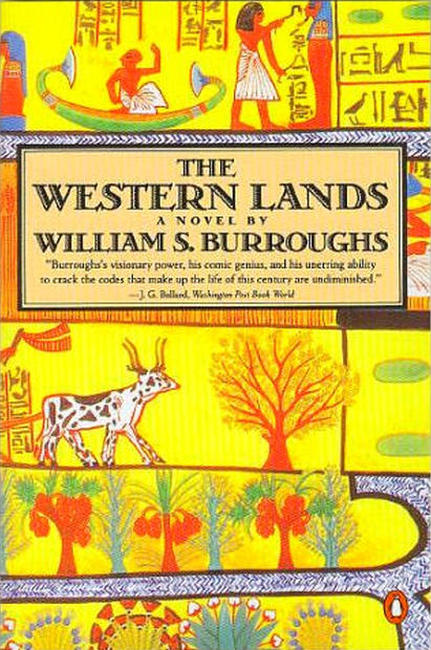 THE
WESTERN LANDS
A NOVEL BY
WILLIAM S. BURROUGHS
"Burroughs's visionary power, his comic genius, and his unerring ability
to crack the codes that make up the life of this century are undiminished."
—J. G. Ballard, Washington Post Book World